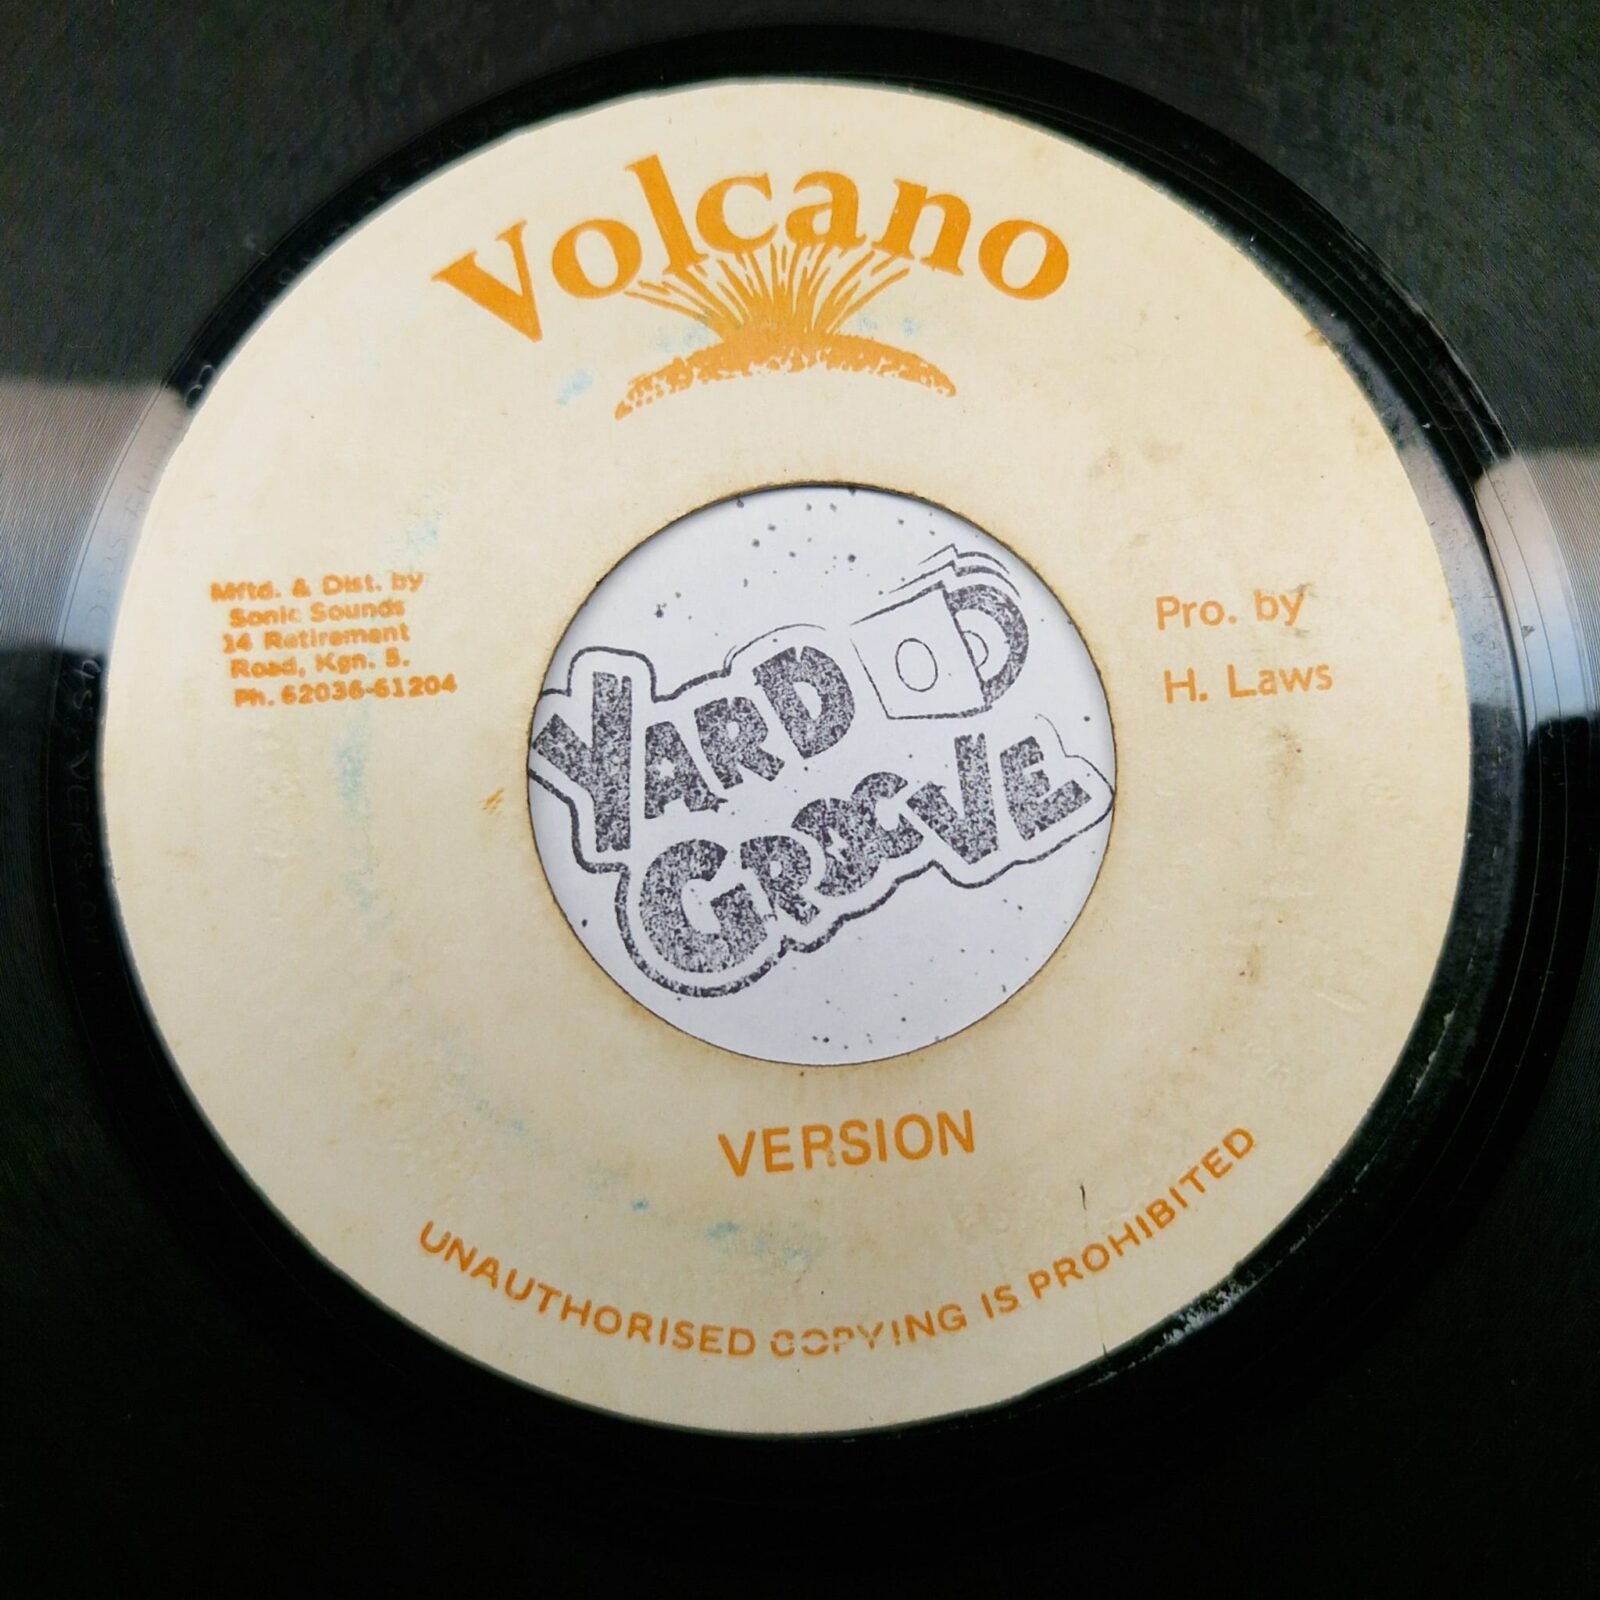 Volcano
Mftd. & Dist. by
Sonic Sounds
14 Retirement
Road, Kgn. 5.
Ph. 62036-61204
Pro. by
H. Laws
YARD
GROOVE
VERSION
UNAUTHORISED COPYING IS PROHIBITED